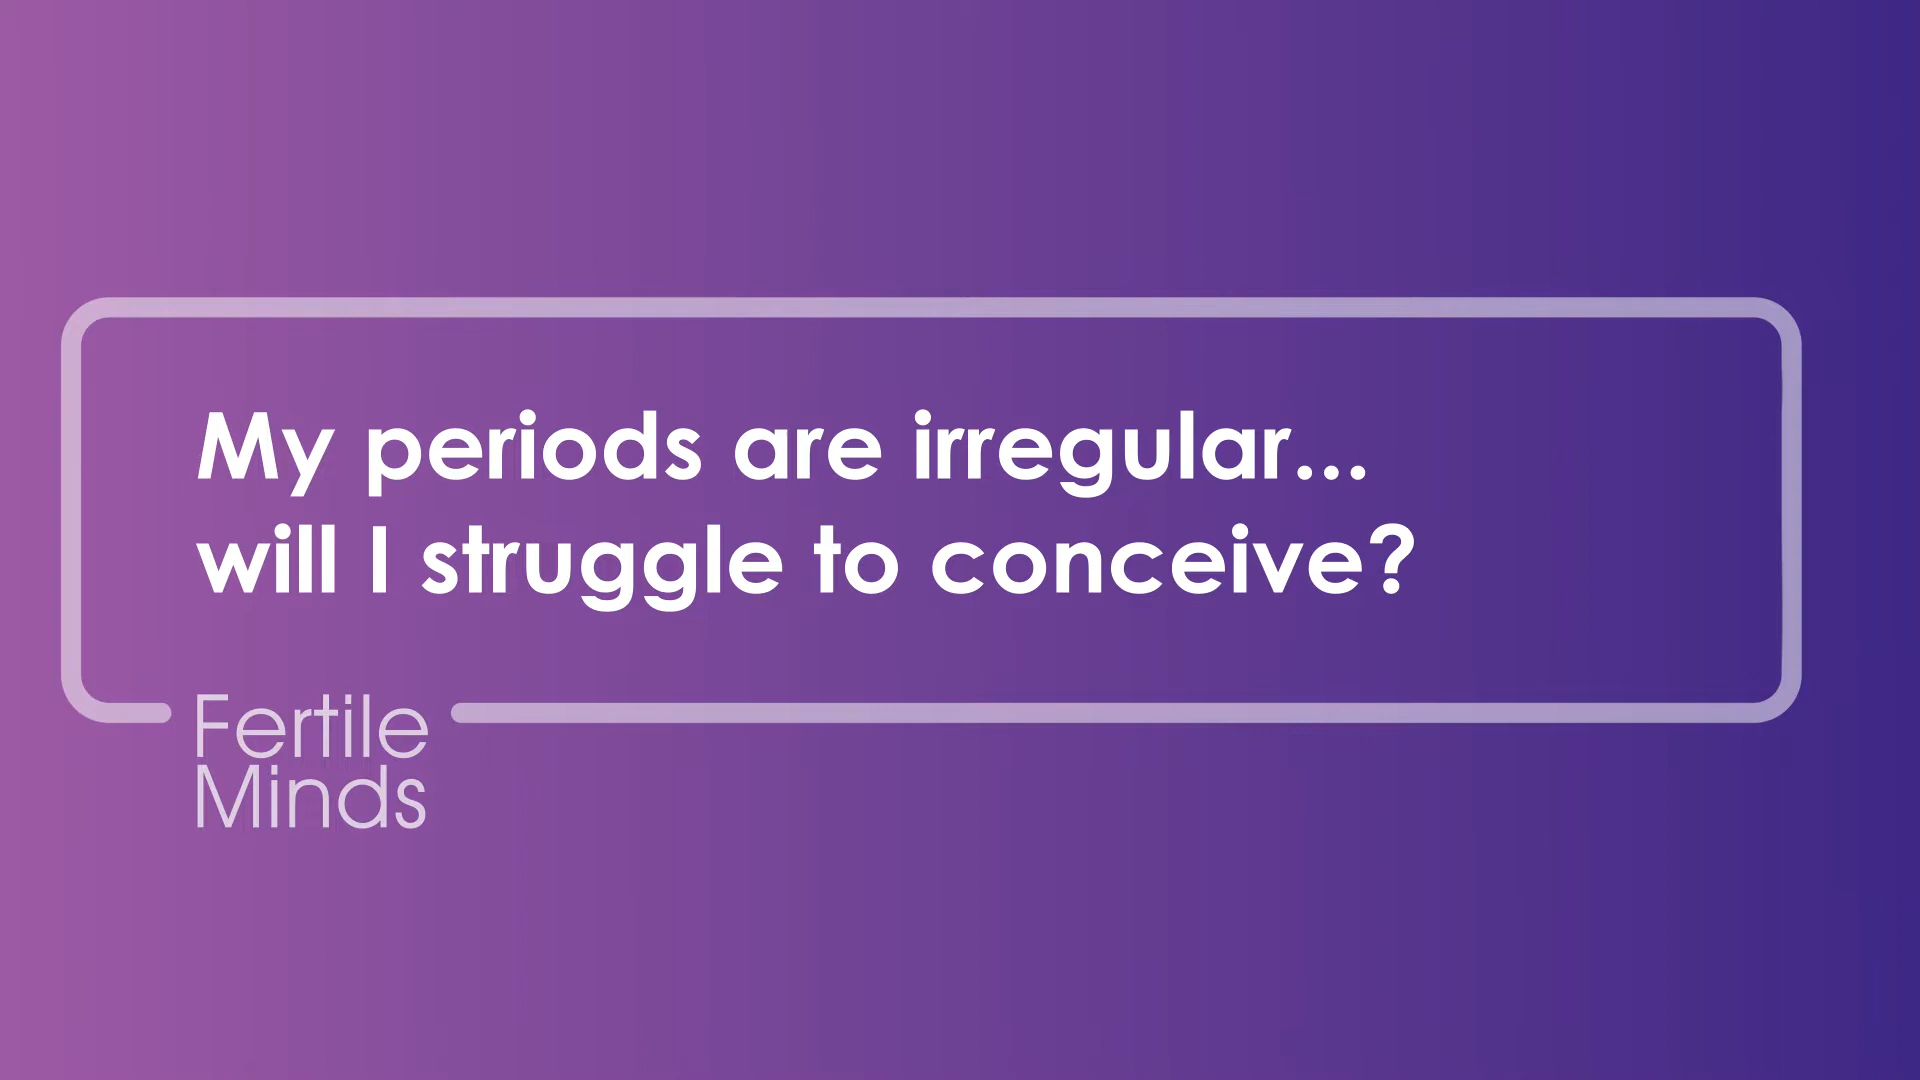 My periods are irregular...
will I struggle to conceive?
Fertile
Minds